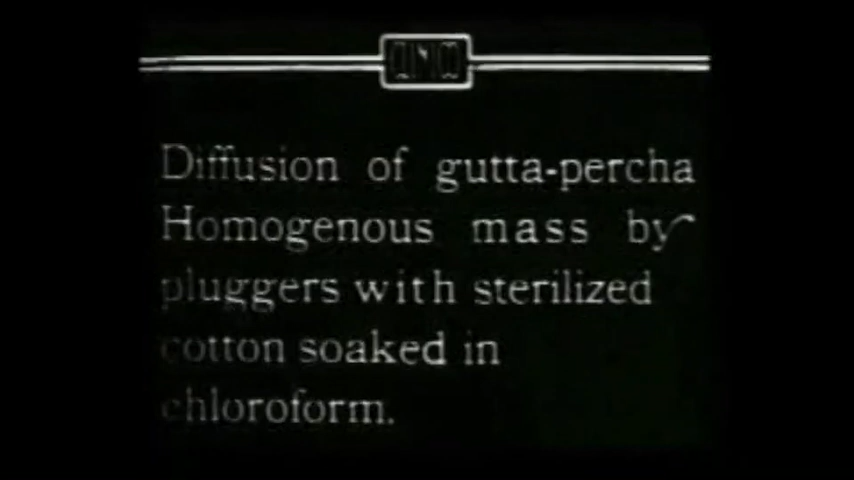 Diffusion of gutta-percha
Homogenous mass by
pluggers with sterilized
cotton soaked in
chloroform.